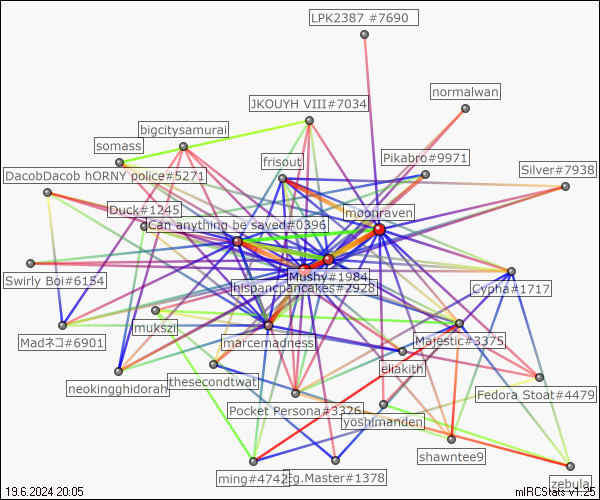 LPK2387 #7690
normalwan
JKOUYH VIII#7034
bigcitysamurai
somass
frisout
Pikabro#9971
Silver#7938
DacobDacob hORNY police#5271
Duck#1245
moonraven
Can anything be saved#0396
Mushy#1984
Swirly Boi#6154
hispancpancakes#2928
Cypha#1717
mukszi
Madネコ#6901
marcemadness
Majestic#3375
eliakith
neokingghidorah
thesecondtwat
Fedora Stoat#4479
Pocket Persona#3326
yoshimanden
shawntee9
ming#4742
Eg.Master#1378
zebula
19.6.2024 20:05
mIRCStats v1.25